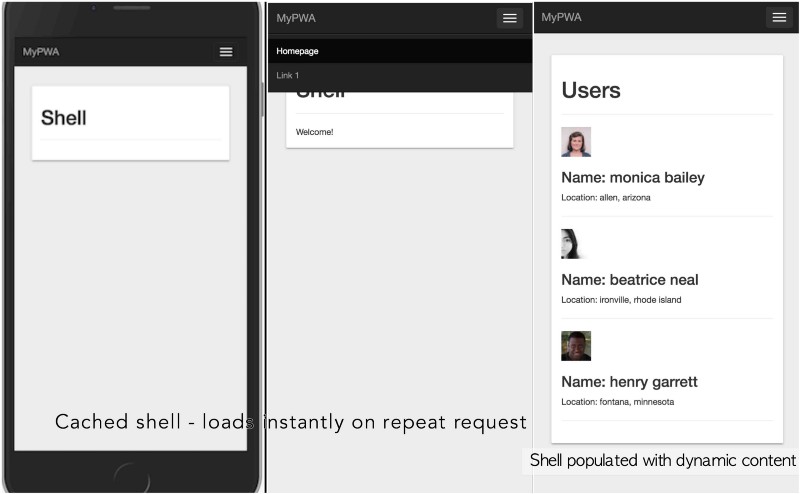 MyPWA
Shell
MyPWA
Homepage
Link 1
Shell
Welcome!
MyPWA
Users
Name: monica bailey
Location: allen, arizona
Name: beatrice neal
Location: ironville, rhode island
Name: henry garrett
Location: fontana, minnesota
Cached shell - loads instantly on repeat request
Shell populated with dynamic content